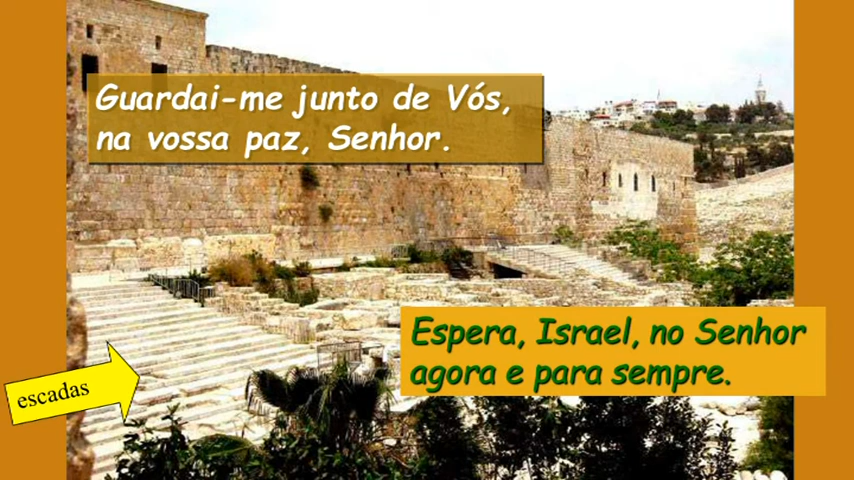 Guardai-me junto de Vós,
na vossa paz, Senhor.
Espera, Israel, no Senhor
agora e para sempre.
escadas